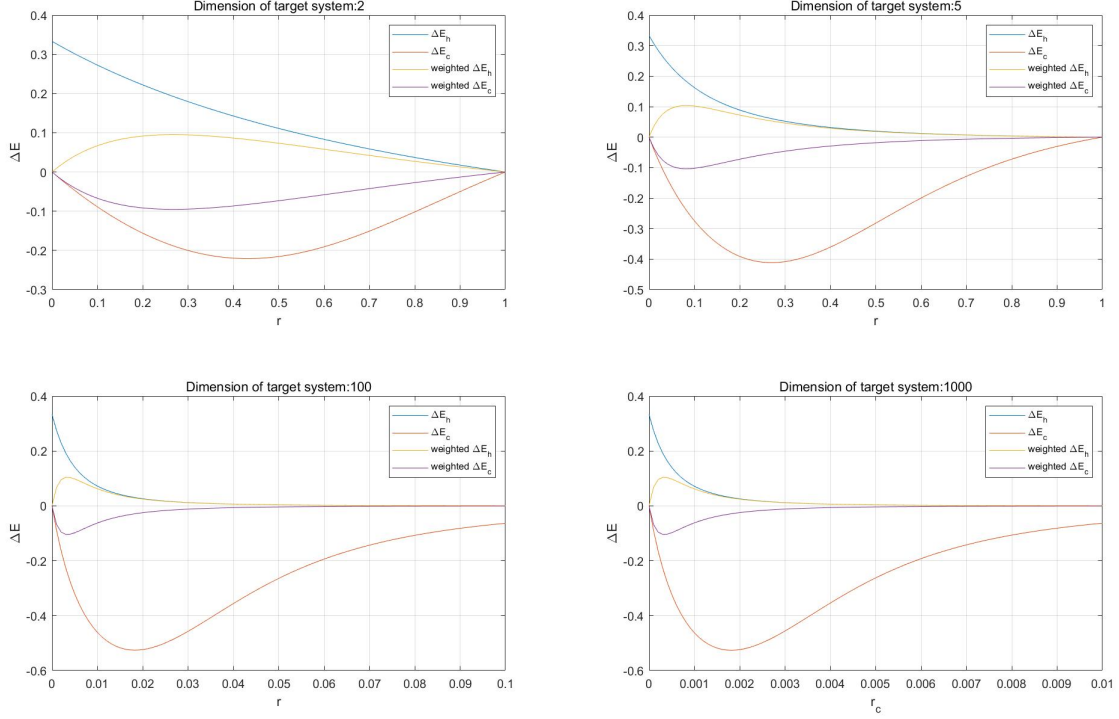 Dimension of target system:2
0.4
0.3
0.2
0.1
0
-0.1
-0.2
-0.3
ΔE
0 0.1 0.2 0.3 0.4 0.5 0.6 0.7 0.8 0.9 1
r
ΔE_h
ΔE_c
weighted ΔE_h
weighted ΔE_c
Dimension of target system:5
0.4
0.3
0.2
0.1
0
-0.1
-0.2
-0.3
-0.4
-0.5
ΔE
0 0.1 0.2 0.3 0.4 0.5 0.6 0.7 0.8 0.9 1
r
ΔE_h
ΔE_c
weighted ΔE_h
weighted ΔE_c
Dimension of target system:100
0.4
0.2
0
-0.2
-0.4
-0.6
ΔE
0 0.01 0.02 0.03 0.04 0.05 0.06 0.07 0.08 0.09 0.1
r
ΔE_h
ΔE_c
weighted ΔE_h
weighted ΔE_c
Dimension of target system:1000
0.4
0.2
0
-0.2
-0.4
-0.6
ΔE
0 0.001 0.002 0.003 0.004 0.005 0.006 0.007 0.008 0.009 0.01
r_c
ΔE_h
ΔE_c
weighted ΔE_h
weighted ΔE_c